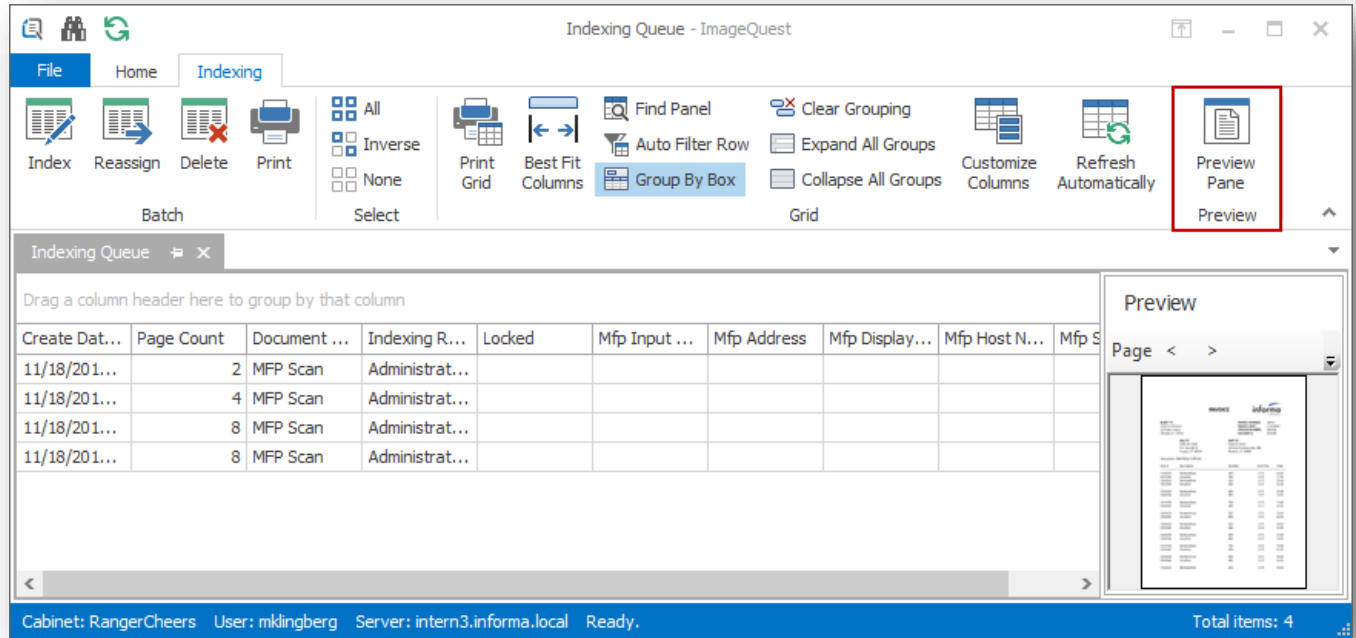 Indexing Queue - ImageQuest
File Home Indexing
Index Reassign Delete Print
All
Inverse
None
Print Grid
Best Fit Columns
Find Panel
Auto Filter Row
Group By Box
Clear Grouping
Expand All Groups
Collapse All Groups
Customize Columns
Refresh Automatically
Preview Pane
Batch Select Grid Preview
Indexing Queue
Drag a column header here to group by that column
Create Dat... Page Count Document ... Indexing R... Locked Mfp Input ... Mfp Address Mfp Display... Mfp Host N... Mfp S
11/18/201... 2 MFP Scan Administrat...
11/18/201... 4 MFP Scan Administrat...
11/18/201... 8 MFP Scan Administrat...
11/18/201... 8 MFP Scan Administrat...
Preview
Page < >
INVOICE informa
Cabinet: RangerCheers User: mklingberg Server: intern3.informa.local Ready. Total items: 4